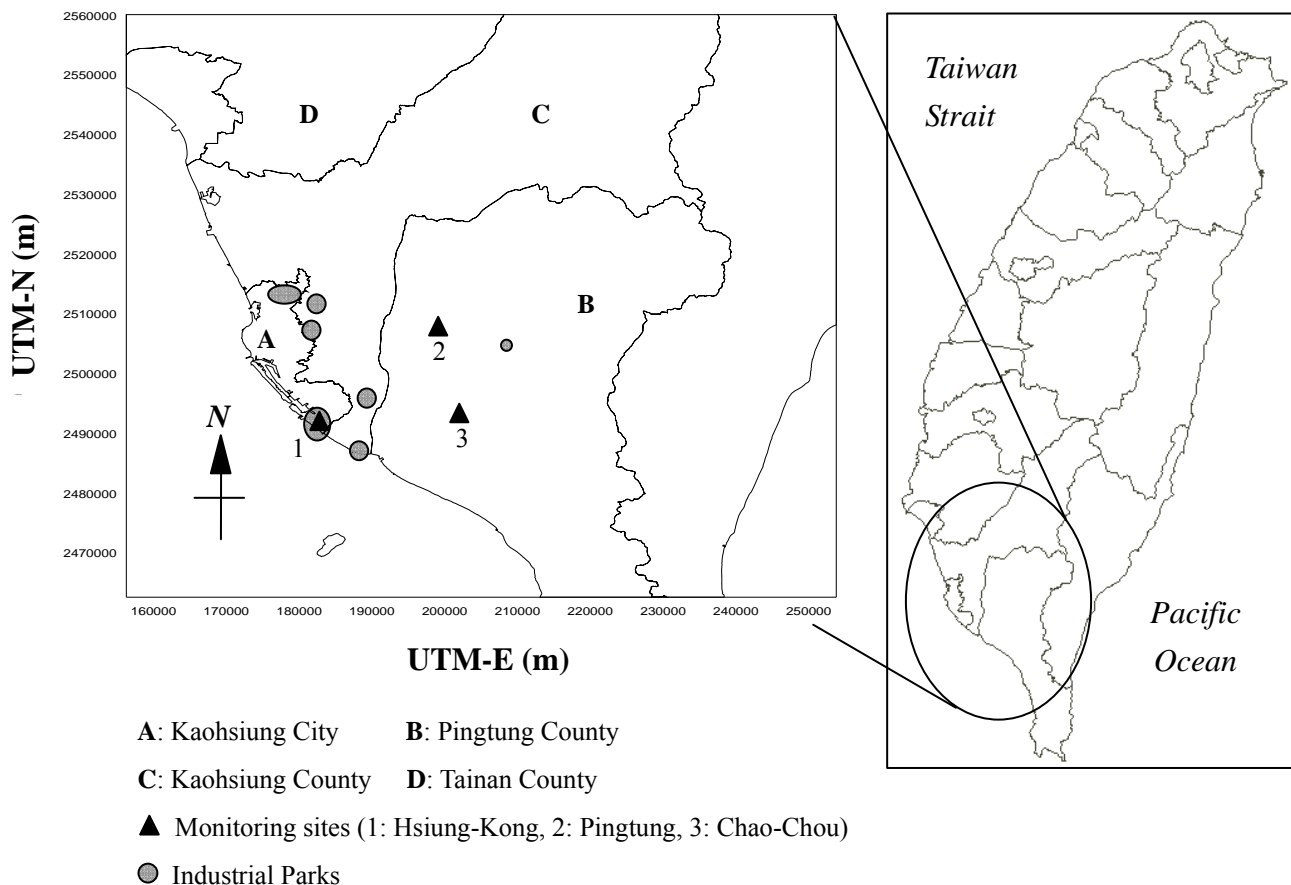 2560000
2550000
2540000
2530000
2520000
2510000
2500000
2490000
2480000
2470000
UTM-N (m)
D
C
B
A
2
3
1
N
160000 170000 180000 190000 200000 210000 220000 230000 240000 250000
UTM-E (m)
Taiwan
Strait
Pacific
Ocean
A: Kaohsiung City B: Pingtung County
C: Kaohsiung County D: Tainan County
Monitoring sites (1: Hsiung-Kong, 2: Pingtung, 3: Chao-Chou)
Industrial Parks